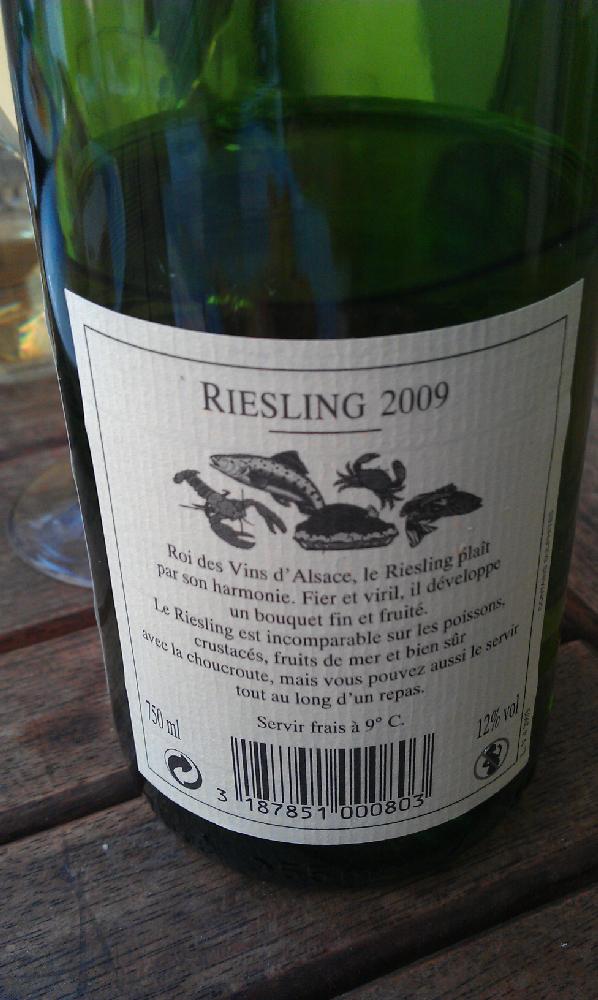 RIESLING 2009
Roi des Vins d'Alsace, le Riesling plaît
par son harmonie. Fier et viril, il développe
un bouquet fin et fruité.
Le Riesling est incomparable sur les poissons,
crustacés, fruits de mer et bien sûr
avec la choucroute, mais vous pouvez aussi le servir
tout au long d'un repas.
Servir frais à 9° C.
750 ml
12% vol
3 187851 000803